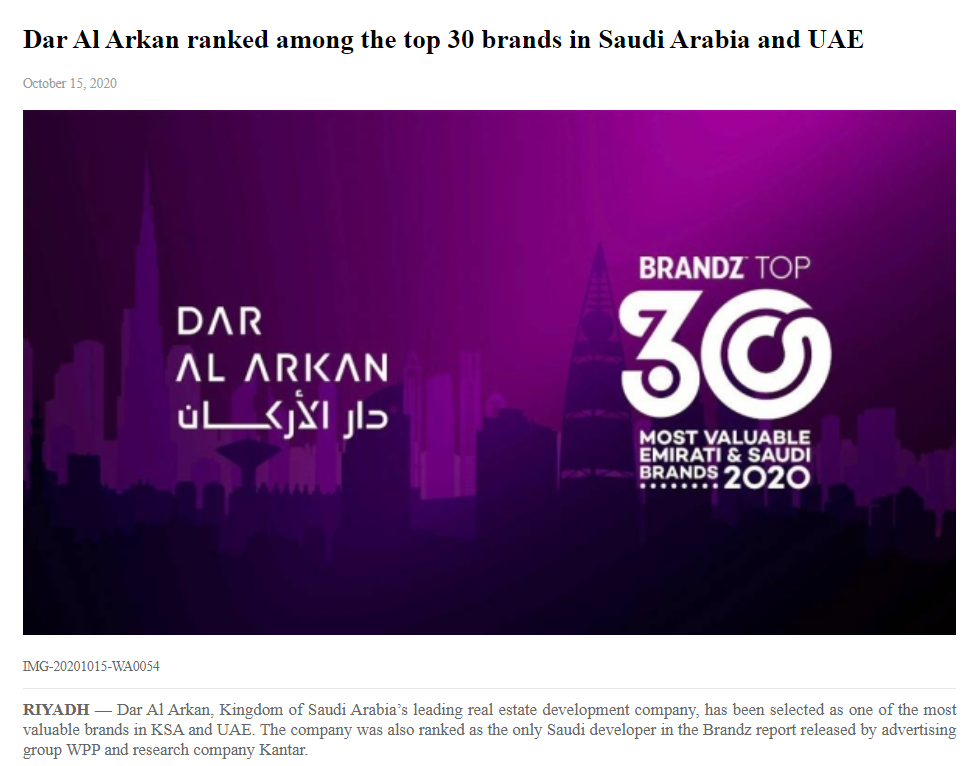 Dar Al Arkan ranked among the top 30 brands in Saudi Arabia and UAE
October 15, 2020
DAR
AL ARKAN
دار الأركـــان
BRANDZ™ TOP
30
MOST VALUABLE
EMIRATI & SAUDI
BRANDS 2020
IMG-20201015-WA0054
RIYADH — Dar Al Arkan, Kingdom of Saudi Arabia’s leading real estate development company, has been selected as one of the most
valuable brands in KSA and UAE. The company was also ranked as the only Saudi developer in the Brandz report released by advertising
group WPP and research company Kantar.